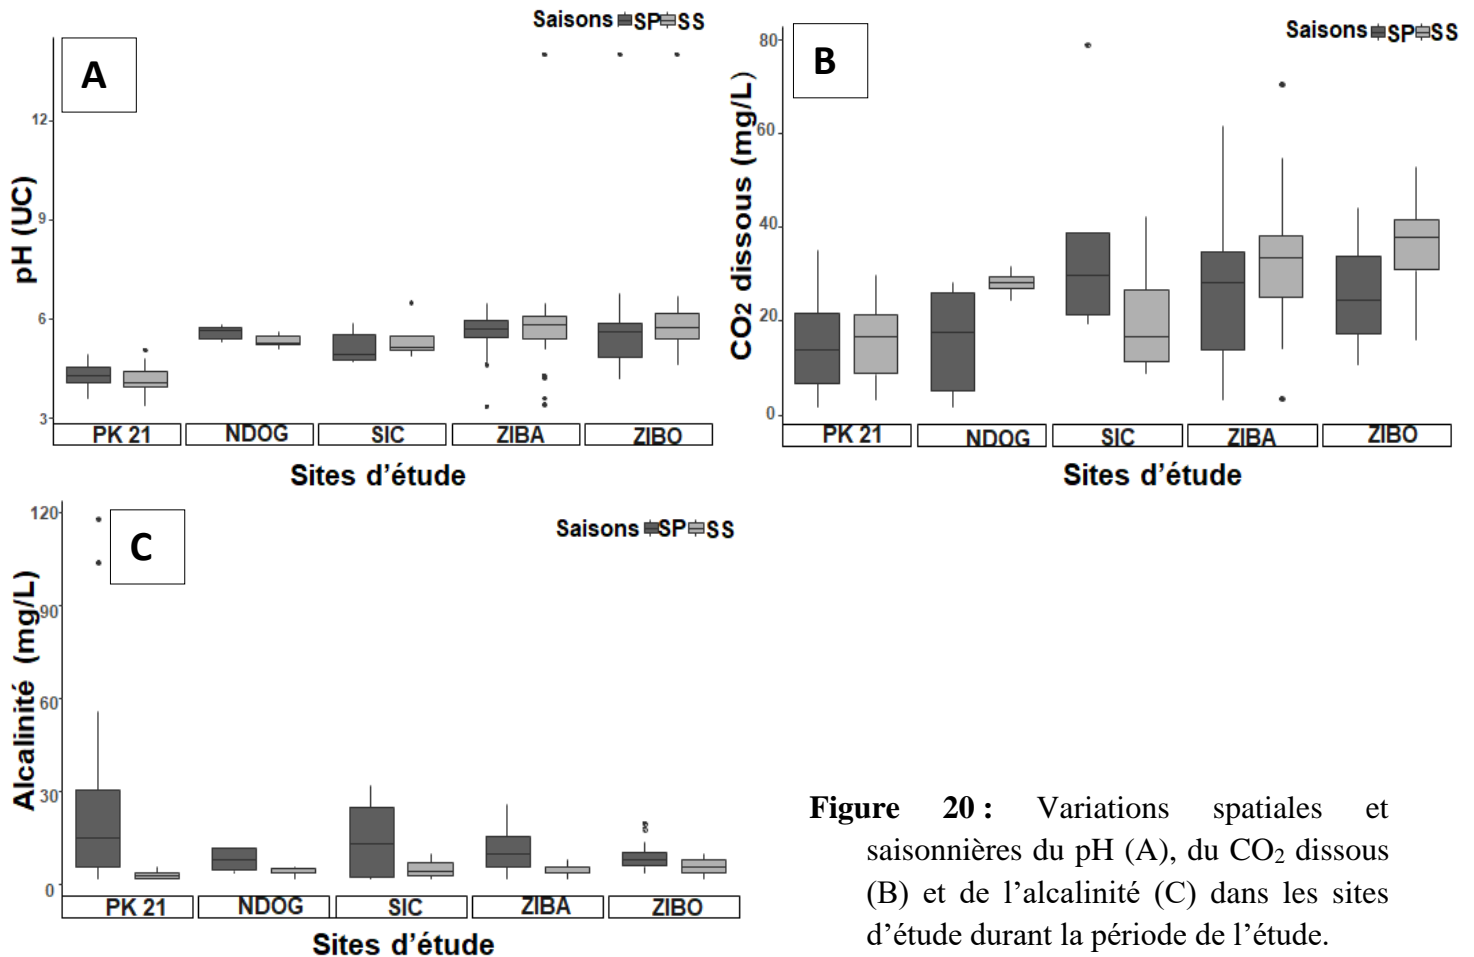 Saisons SP SS
A
pH (UC)
12
9
6
3
PK 21 NDOG SIC ZIBA ZIBO
Sites d'étude
Saisons SP SS
B
CO2 dissous (mg/L)
80
60
40
20
0
PK 21 NDOG SIC ZIBA ZIBO
Sites d'étude
Saisons SP SS
C
Alcalinité (mg/L)
120
90
60
30
0
PK 21 NDOG SIC ZIBA ZIBO
Sites d'étude
Figure 20 : Variations spatiales et
saisonnières du pH (A), du CO₂ dissous
(B) et de l'alcalinité (C) dans les sites
d'étude durant la période de l'étude.